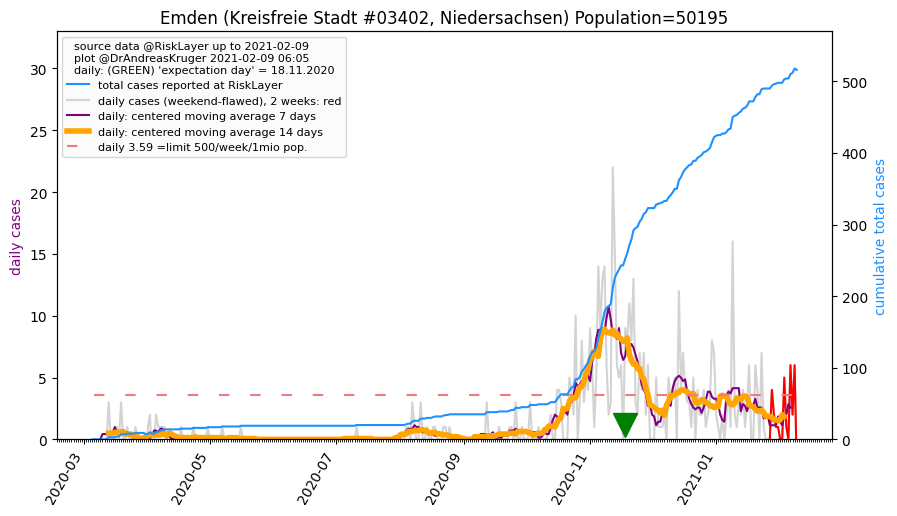 Emden (Kreisfreie Stadt #03402, Niedersachsen) Population=50195
source data @RiskLayer up to 2021-02-09
plot @DrAndreasKruger 2021-02-09 06:05
daily: (GREEN) 'expectation day' = 18.11.2020
total cases reported at RiskLayer
daily cases (weekend-flawed), 2 weeks: red
daily: centered moving average 7 days
daily: centered moving average 14 days
daily 3.59 =limit 500/week/1mio pop.
daily cases
30
25
20
15
10
5
0
cumulative total cases
500
400
300
200
100
0
2020-03
2020-05
2020-07
2020-09
2020-11
2021-01